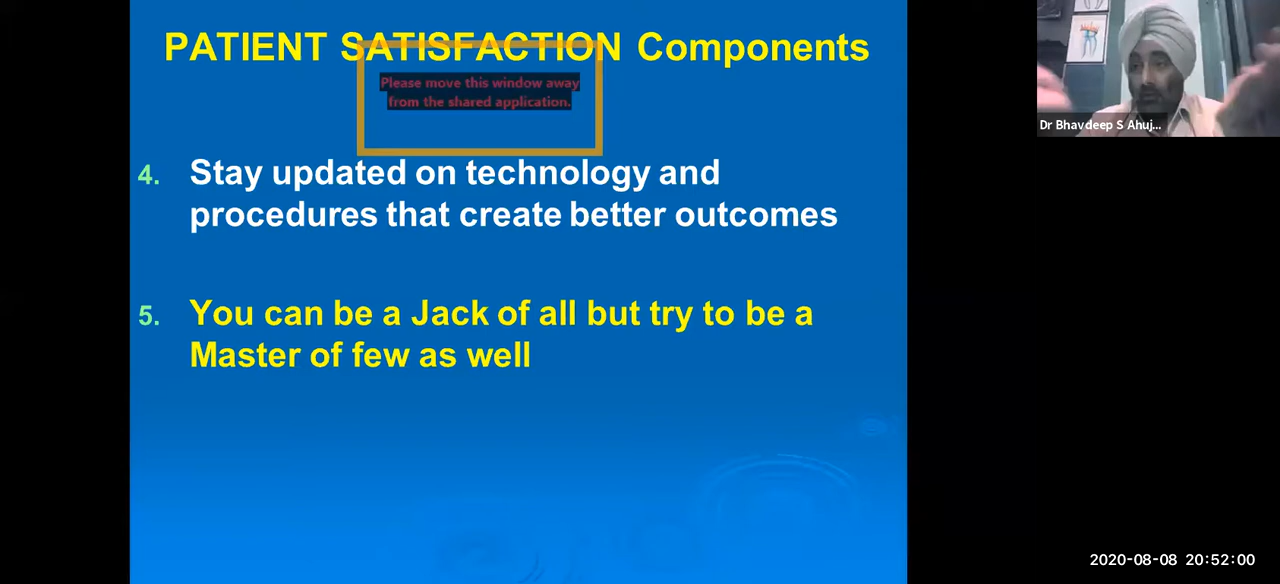 PATIENT SATISFACTION Components
Please move this window away
from the shared application.
4. Stay updated on technology and
procedures that create better outcomes
5. You can be a Jack of all but try to be a
Master of few as well
Dr Bhavdeep S Ahuj...
2020-08-08 20:52:00